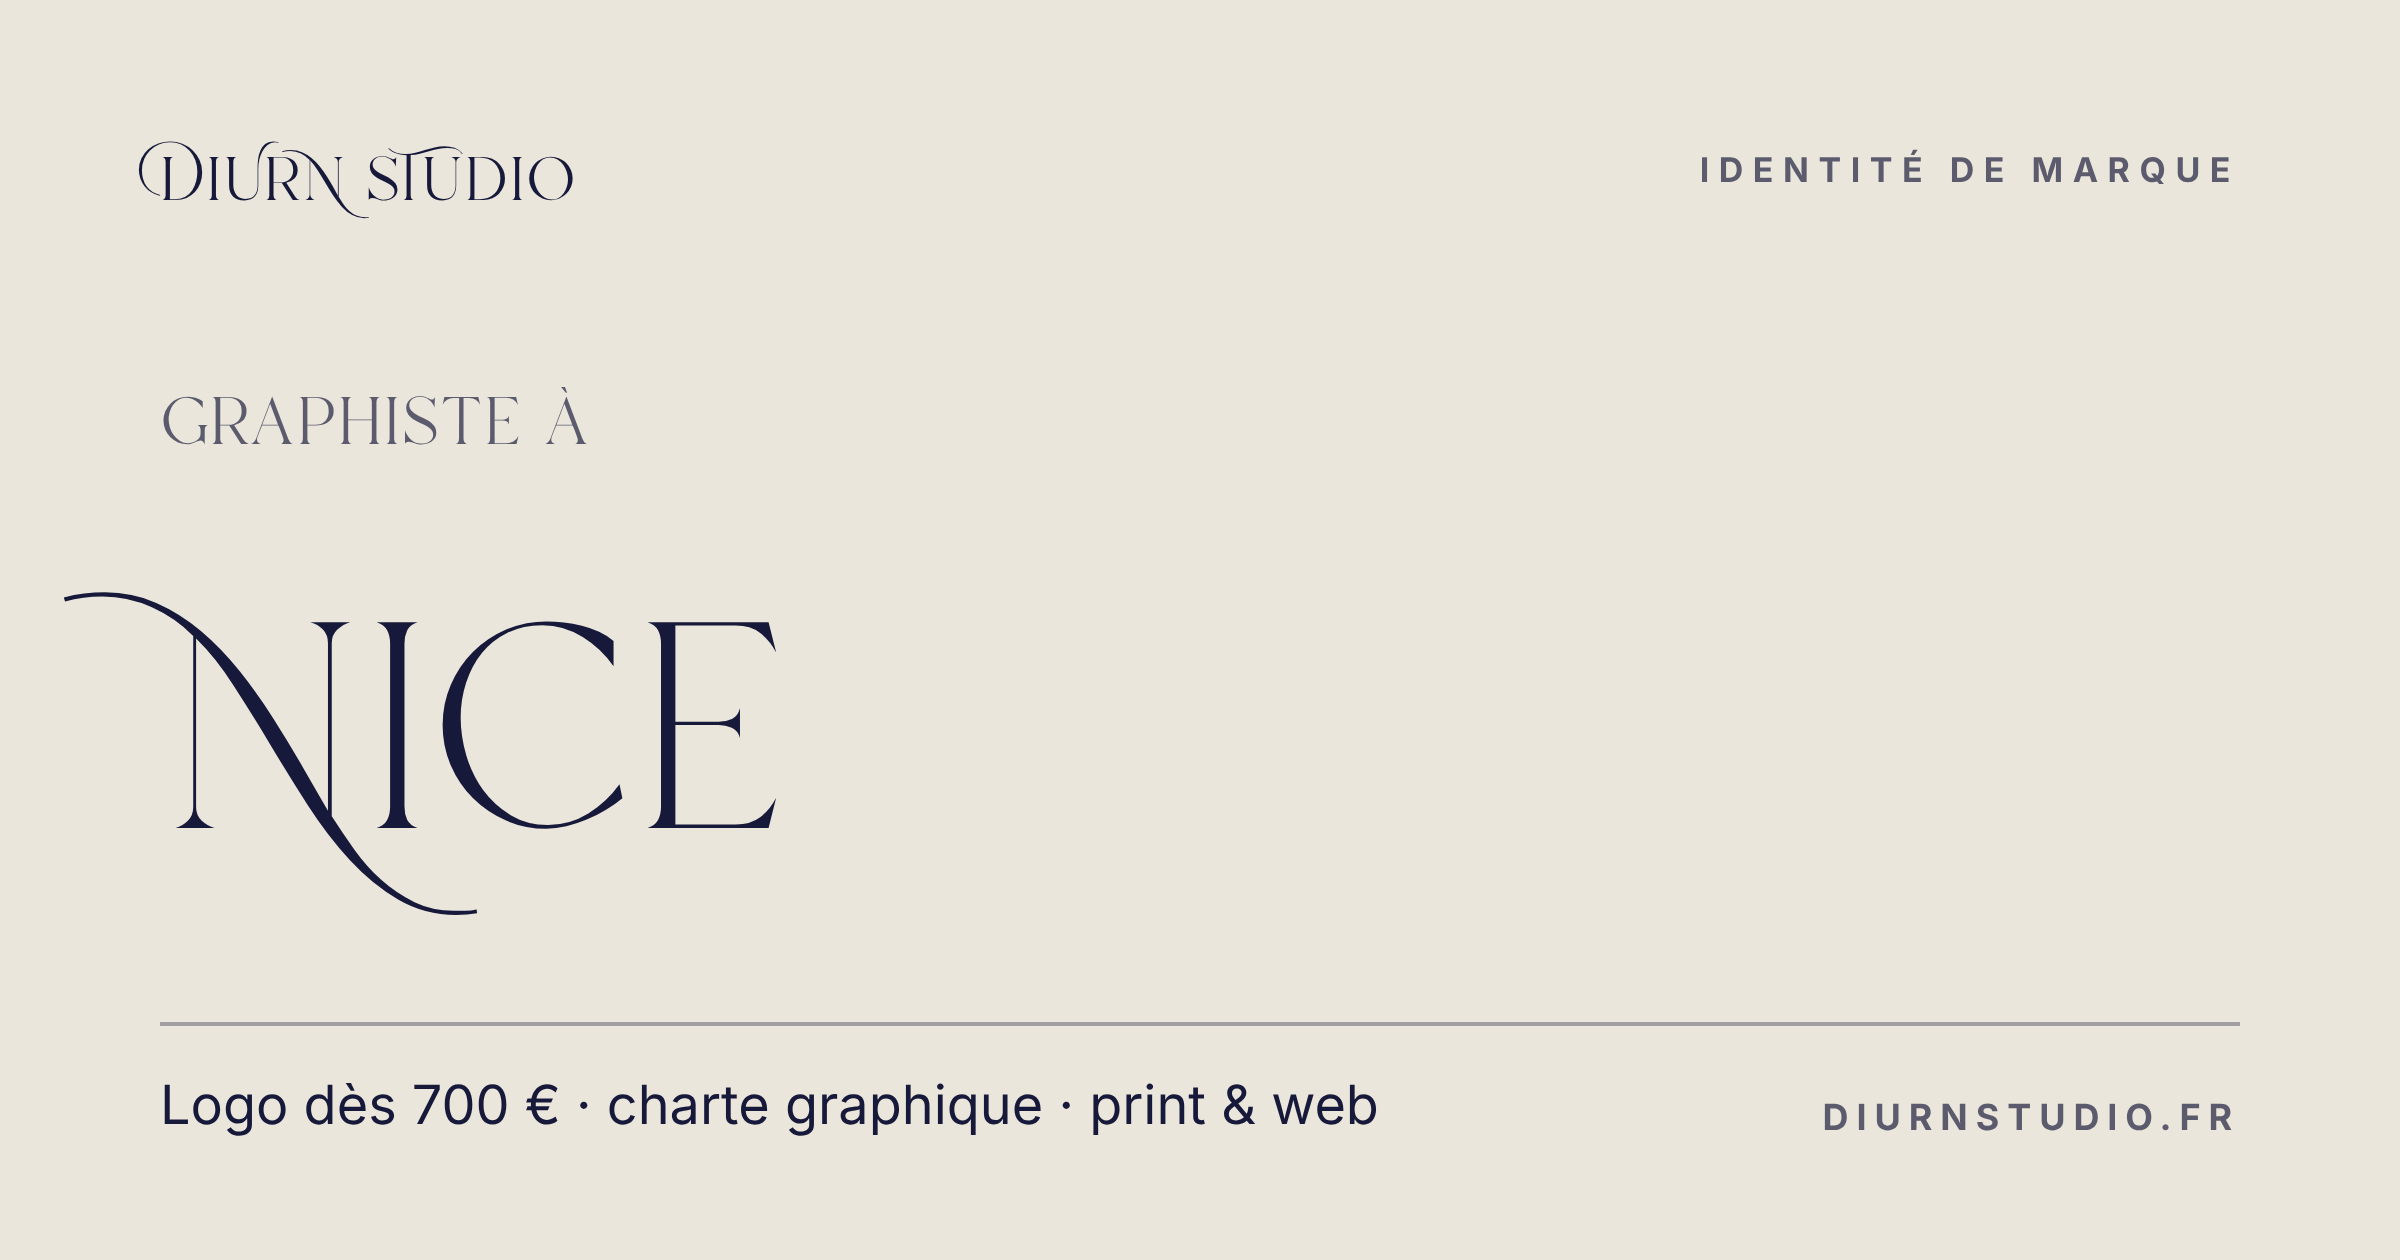 DIURN STUDIO
IDENTITÉ DE MARQUE
GRAPHISTE À
NICE
Logo dès 700 € · charte graphique · print & web
DIURNSTUDIO.FR